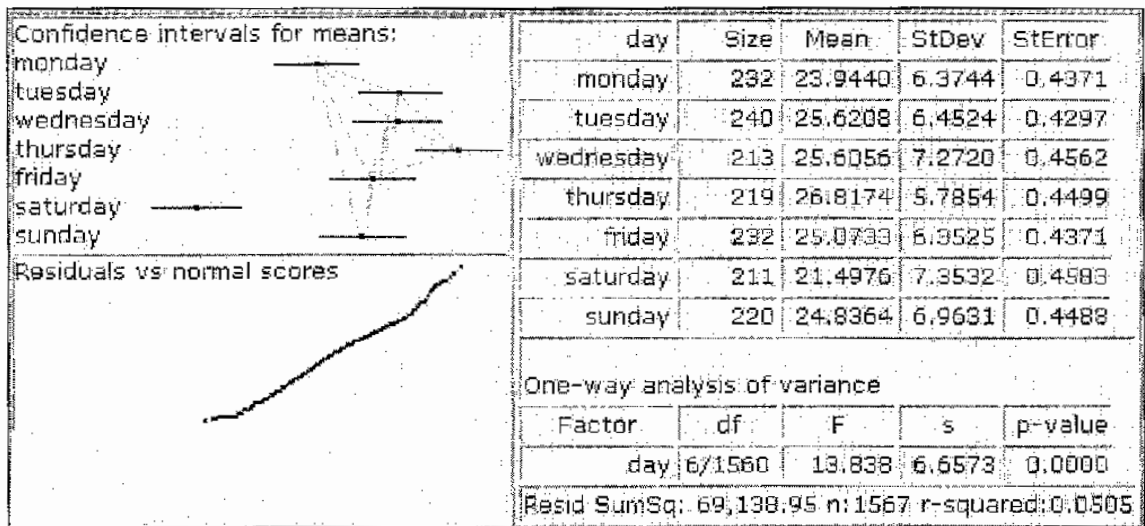 Confidence intervals for means:
monday
tuesday
wednesday
thursday
friday
saturday
sunday
Residuals vs normal scores
day Size Mean StDev StError
monday 232 23.9440 6.3744 0.4371
tuesday 240 25.6208 6.4524 0.4297
wednesday 213 25.6056 7.2720 0.4562
thursday 219 26.8174 5.7854 0.4499
friday 232 25.0733 6.3525 0.4371
saturday 211 21.4976 7.3532 0.4583
sunday 220 24.8364 6.9631 0.4488
One-way analysis of variance
Factor df F s p-value
day 6/1560 13.838 6.6573 0.0000
Resid SumSq: 69,138.95 n:1567 r-squared:0.0505